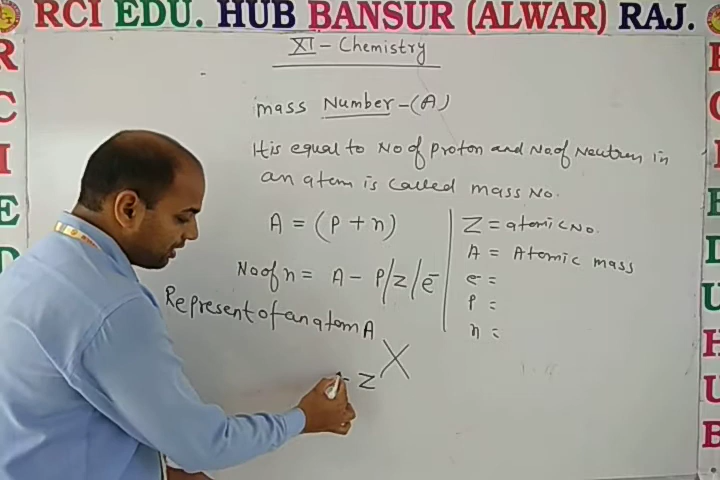 RCI EDU. HUB BANSUR (ALWAR) RAJ.
XI - Chemistry
mass Number - (A)
It is equal to No of proton and No of Neutron in
an atom is called mass No.
A = (P + n)
No of n = A - P/Z/e⁻
Represent of an atom A
X
Z
Z = atomic No.
A = Atomic mass
e⁻ =
P =
n =
R
C
I
E
D
H
U
B